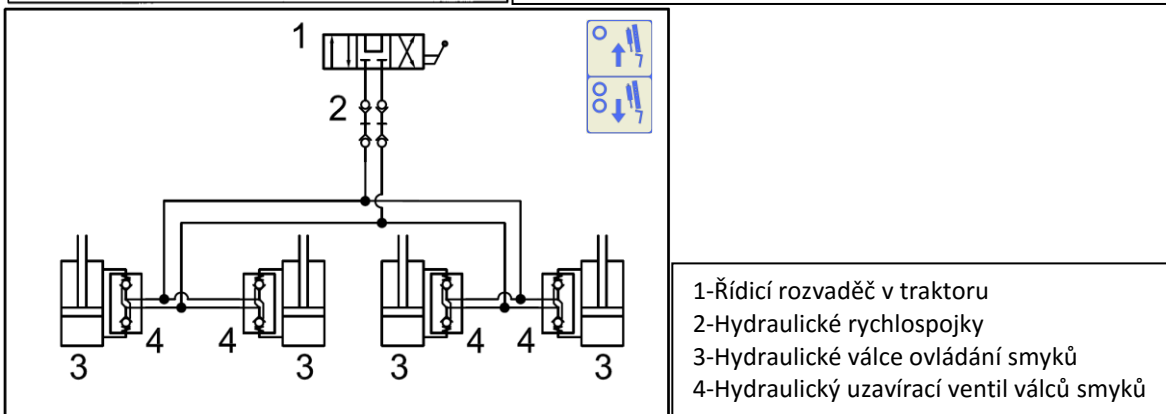 1
2
4
4
4
4
3
3
3
3
1-Řídicí rozvaděč v traktoru
2-Hydraulické rychlospojky
3-Hydraulické válce ovládání smyků
4-Hydraulický uzavírací ventil válců smyků